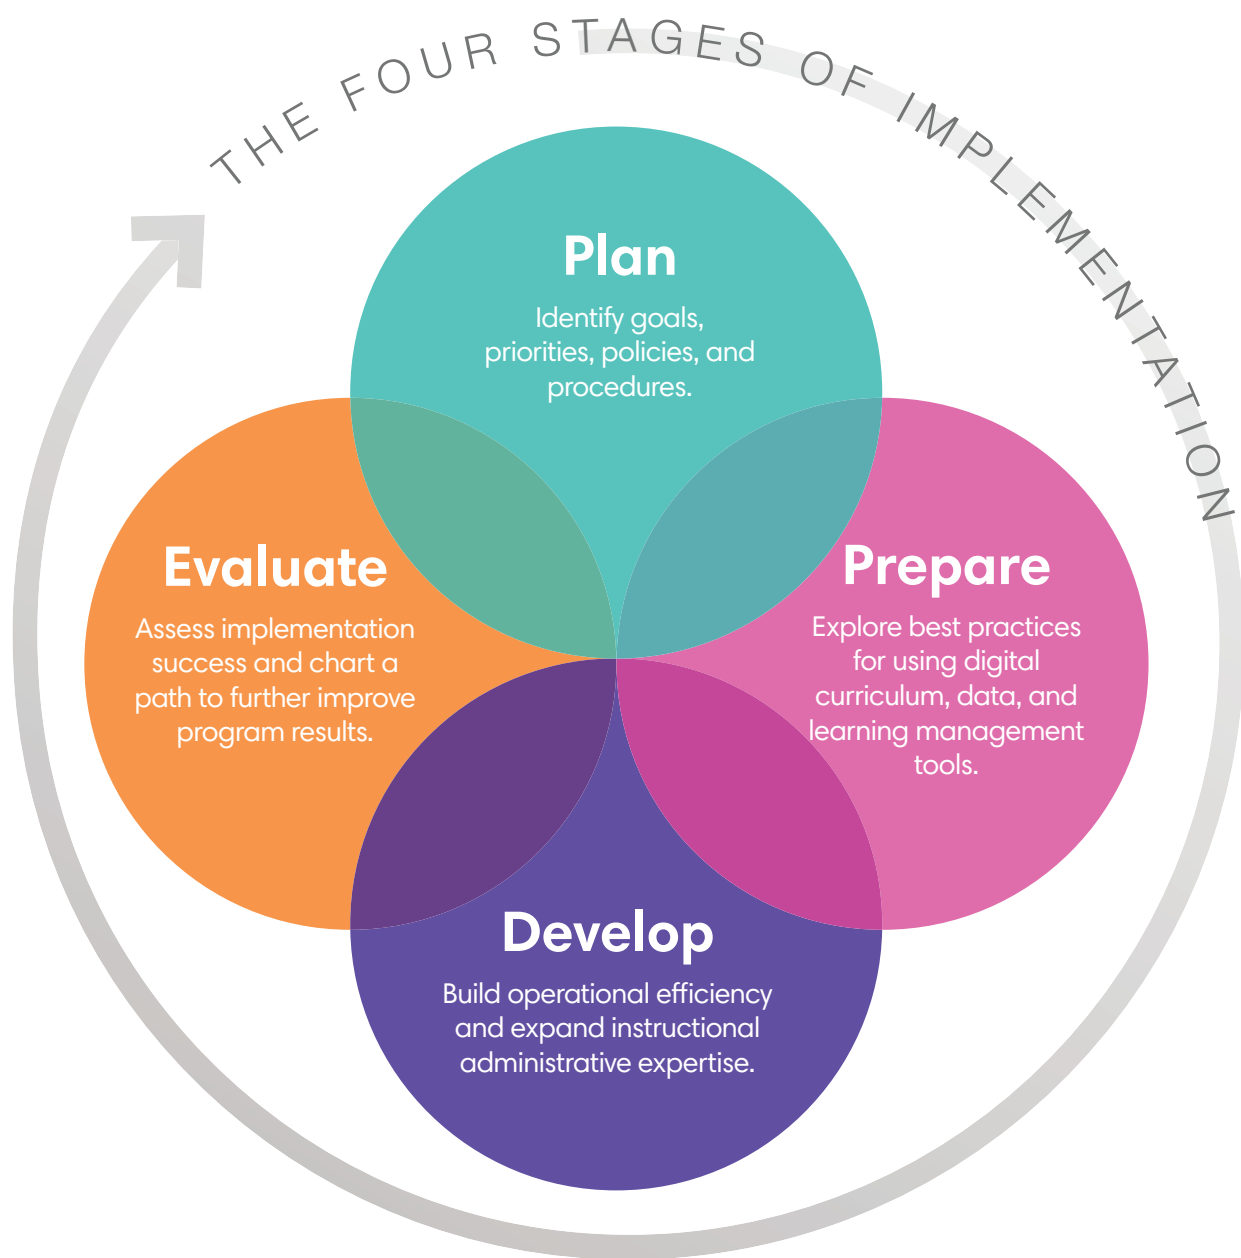 THE FOUR STAGES OF IMPLEMENTATION
Plan
Identify goals,
priorities, policies, and
procedures.
Prepare
Explore best practices
for using digital
curriculum, data, and
learning management
tools.
Develop
Build operational efficiency
and expand instructional
administrative expertise.
Evaluate
Assess implementation
success and chart a
path to further improve
program results.